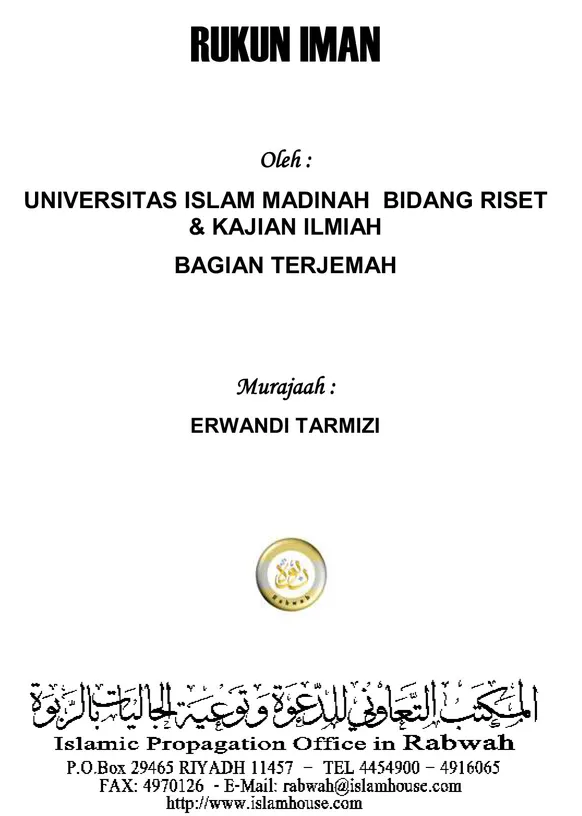 RUKUN IMAN
Oleh :
UNIVERSITAS ISLAM MADINAH BIDANG RISET
& KAJIAN ILMIAH
BAGIAN TERJEMAH
Murajaah :
ERWANDI TARMIZI
Rabwah
المكتب التعاوني للدعوة وتوعية الجاليات بالربوة
Islamic Propagation Office in Rabwah
P.O.Box 29465 RIYADH 11457 – TEL 4454900 – 4916065
FAX: 4970126 - E-Mail: rabwah@islamhouse.com
http://www.islamhouse.com